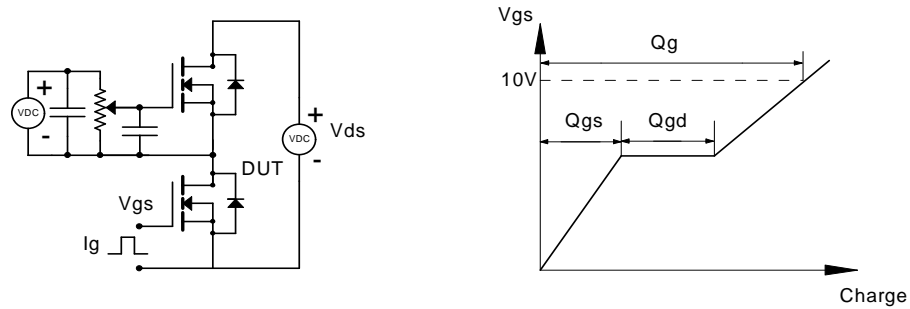 +
VDC
-
+
VDC
-
Vds
DUT
Vgs
Ig
Vgs
Qg
10V
Qgs
Qgd
Charge